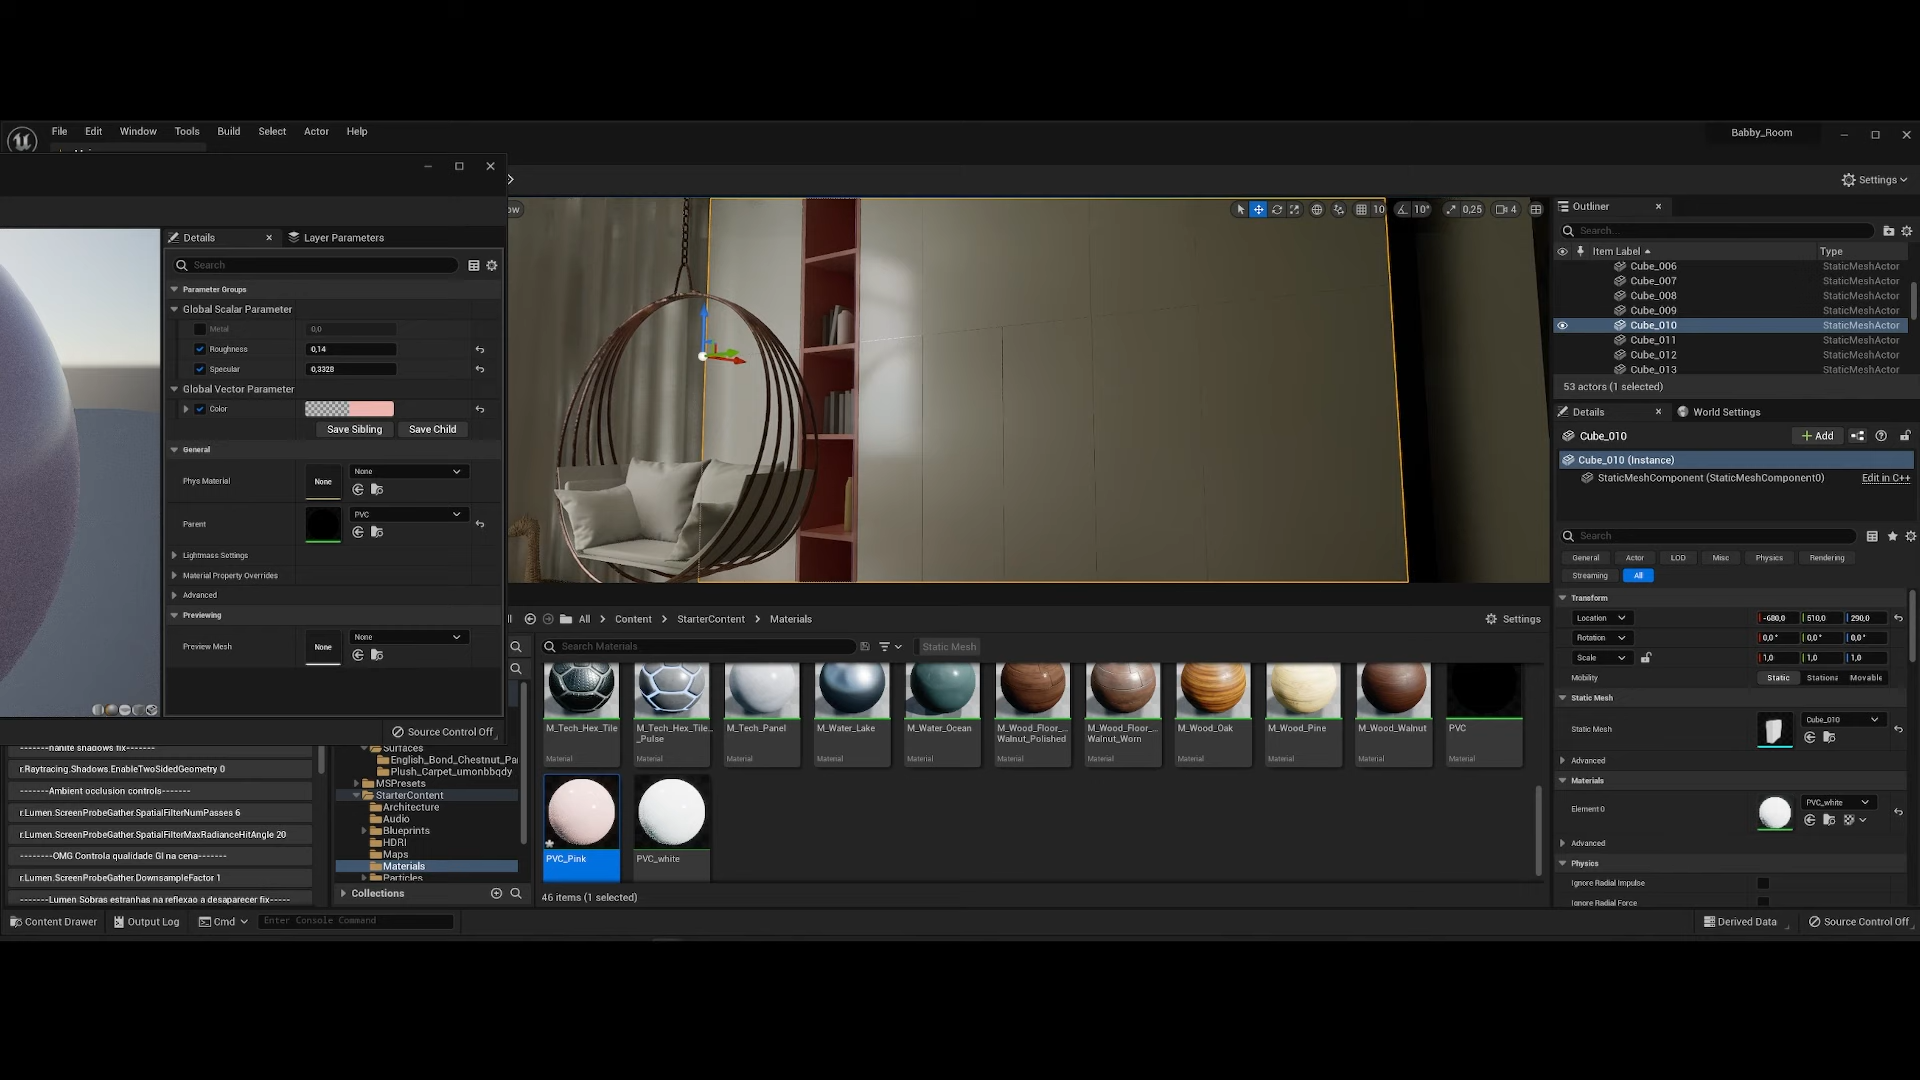 File Edit Window Tools Build Select Actor Help
Babby_Room
Settings
Details
Layer Parameters
Search
Parameter Groups
Global Scalar Parameter
Metal 0,0
Roughness 0,14
Specular 0,3328
Global Vector Parameter
Color
Save Sibling Save Child
General
Phys Material None None
Parent PVC
Lightmass Settings
Material Property Overrides
Advanced
Previewing
Preview Mesh None None
Source Control Off
10 10° 0,25 4
Outliner
Search...
Item Label Type
Cube_006 StaticMeshActor
Cube_007 StaticMeshActor
Cube_008 StaticMeshActor
Cube_009 StaticMeshActor
Cube_010 StaticMeshActor
Cube_011 StaticMeshActor
Cube_012 StaticMeshActor
Cube_013 StaticMeshActor
53 actors (1 selected)
Details World Settings
Cube_010 Add
Cube_010 (Instance)
StaticMeshComponent (StaticMeshComponent0) Edit in C++
Search
General Actor LOD Misc Physics Rendering
Streaming All
Transform
Location -680,0 510,0 290,0
Rotation 0,0° 0,0° 0,0°
Scale 1,0 1,0 1,0
Mobility Static Stationa Movable
Static Mesh
Static Mesh Cube_010
Advanced
Materials
Element 0 PVC_white
Advanced
Physics
Ignore Radial Impulse
Ignore Radial Force
All Content StarterContent Materials
Settings
Search Materials
Static Mesh
M_Tech_Hex_Tile
Material
M_Tech_Hex_Tile_
_Pulse
M_Tech_Panel
Material
M_Water_Lake
Material
M_Water_Ocean
Material
M_Wood_Floor_
Walnut_Polished
Material
M_Wood_Floor_
Walnut_Worn
Material
M_Wood_Oak
Material
M_Wood_Pine
Material
M_Wood_Walnut
Material
PVC
Material
PVC_Pink
PVC_white
46 items (1 selected)
-------nanite shadows fix-------
r.Raytracing.Shadows.EnableTwoSidedGeometry 0
-------Ambient occlusion controls-------
r.Lumen.ScreenProbeGather.SpatialFilterNumPasses 6
r.Lumen.ScreenProbeGather.SpatialFilterMaxRadianceHitAngle 20
--------OMG Controla qualidade GI na cena-------
r.Lumen.ScreenProbeGather.DownsampleFactor 1
-------Lumen Sobras estranhas na reflexao a desaparecer fix-----
Surfaces
English_Bond_Chestnut_Pa
Plush_Carpet_umonbbqdy
MSPresets
StarterContent
Architecture
Audio
Blueprints
HDRI
Maps
Materials
Particles
Collections
Content Drawer
Output Log
Cmd
Enter Console Command
Derived Data
Source Control Off